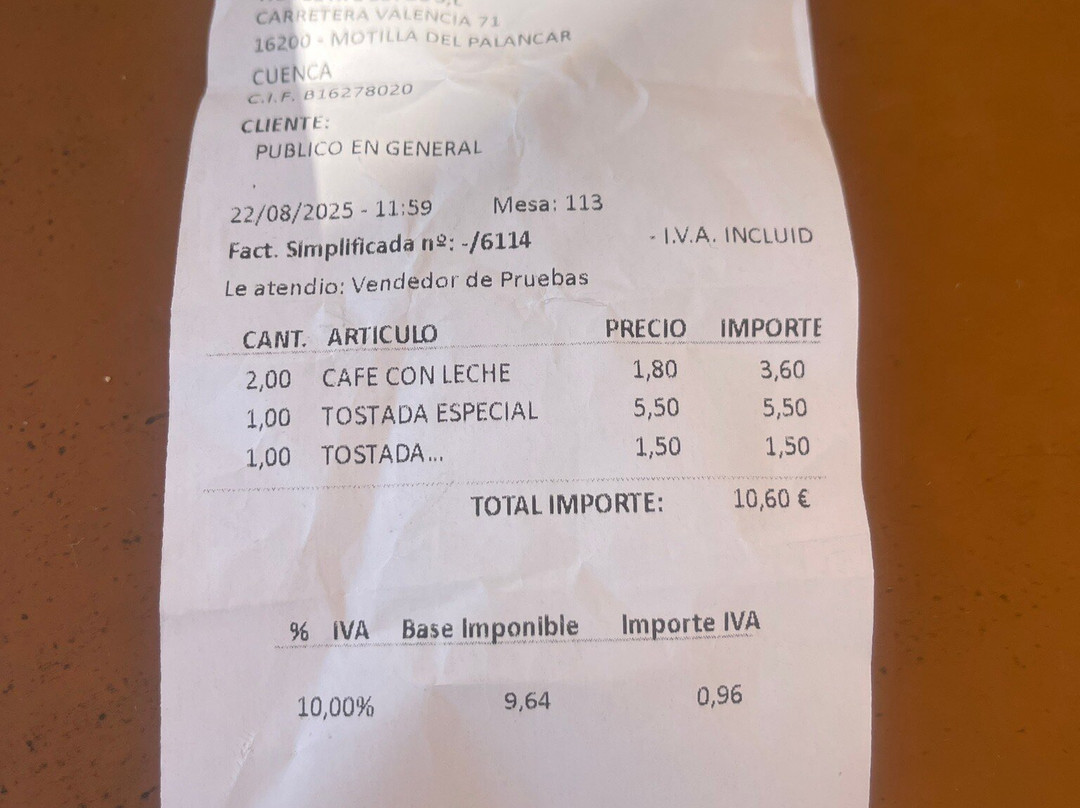 CARRETERA VALENCIA 71
16200 - MOTILLA DEL PALANCAR
CUENCA
C.I.F. B16278020
CLIENTE:
PUBLICO EN GENERAL
22/08/2025 - 11:59 Mesa: 113
Fact. Simplificada nº: -/6114 - I.V.A. INCLUID
Le atendio: Vendedor de Pruebas
CANT. ARTICULO PRECIO IMPORTE
2,00 CAFE CON LECHE 1,80 3,60
1,00 TOSTADA ESPECIAL 5,50 5,50
1,00 TOSTADA... 1,50 1,50
TOTAL IMPORTE: 10,60 €
% IVA Base Imponible Importe IVA
10,00% 9,64 0,96